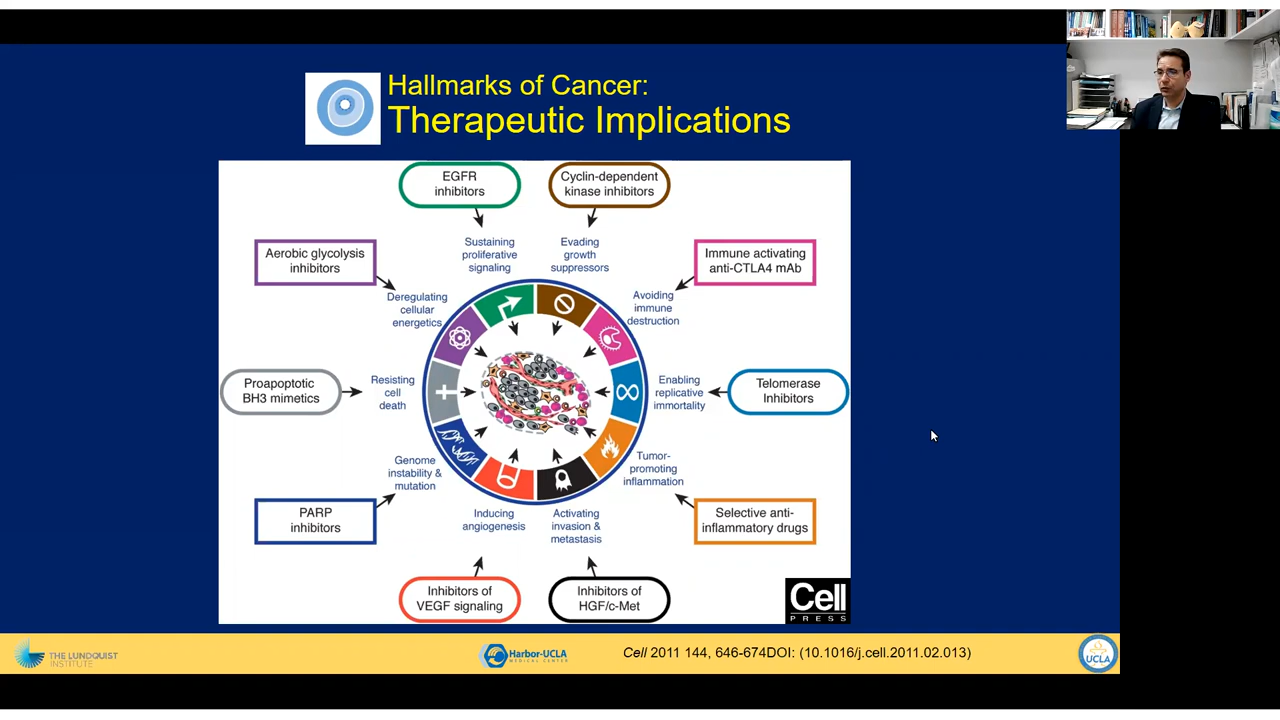 Hallmarks of Cancer:
Therapeutic Implications
EGFR
inhibitors
Cyclin-dependent
kinase inhibitors
Sustaining
proliferative
signaling
Evading
growth
suppressors
Aerobic glycolysis
inhibitors
Immune activating
anti-CTLA4 mAb
Deregulating
cellular
energetics
Avoiding
immune
destruction
Proapoptotic
BH3 mimetics
Resisting
cell
death
Enabling
replicative
immortality
Telomerase
Inhibitors
Genome
instability &
mutation
Tumor-
promoting
inflammation
PARP
inhibitors
Inducing
angiogenesis
Activating
invasion &
metastasis
Selective anti-
inflammatory drugs
Inhibitors of
VEGF signaling
Inhibitors of
HGF/c-Met
Cell
PRESS
THE LUNDQUIST
INSTITUTE
Harbor-UCLA
MEDICAL CENTER
Cell 2011 144, 646-674DOI: (10.1016/j.cell.2011.02.013)
UCLA